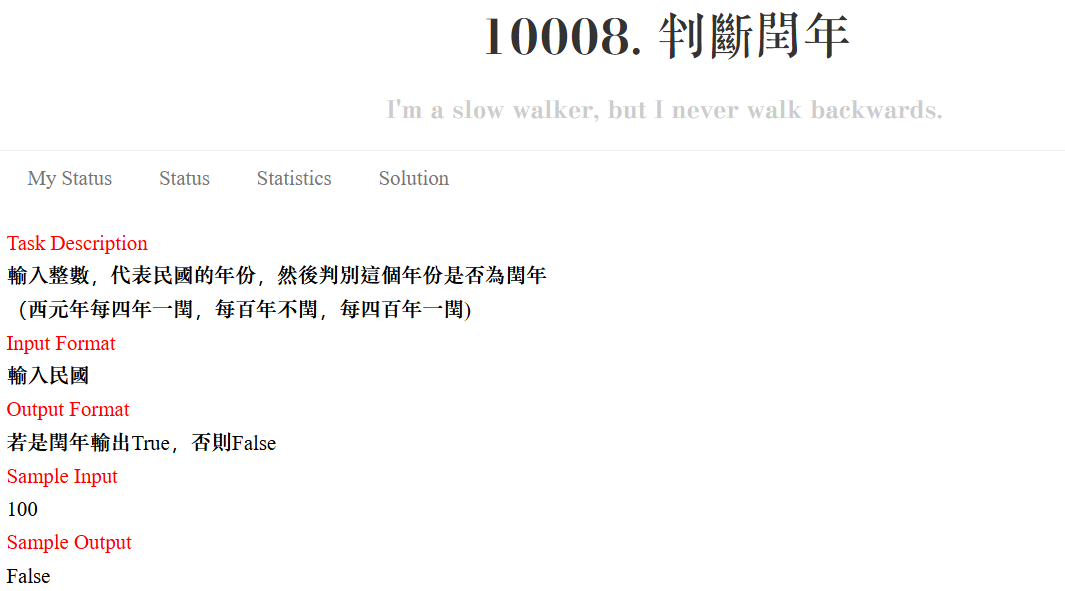 10008. 判斷閏年
I'm a slow walker, but I never walk backwards.
My Status Status Statistics Solution
Task Description
輸入整數，代表民國的年份，然後判別這個年份是否為閏年
（西元年每四年一閏，每百年不閏，每四百年一閏)
Input Format
輸入民國
Output Format
若是閏年輸出True，否則False
Sample Input
100
Sample Output
False